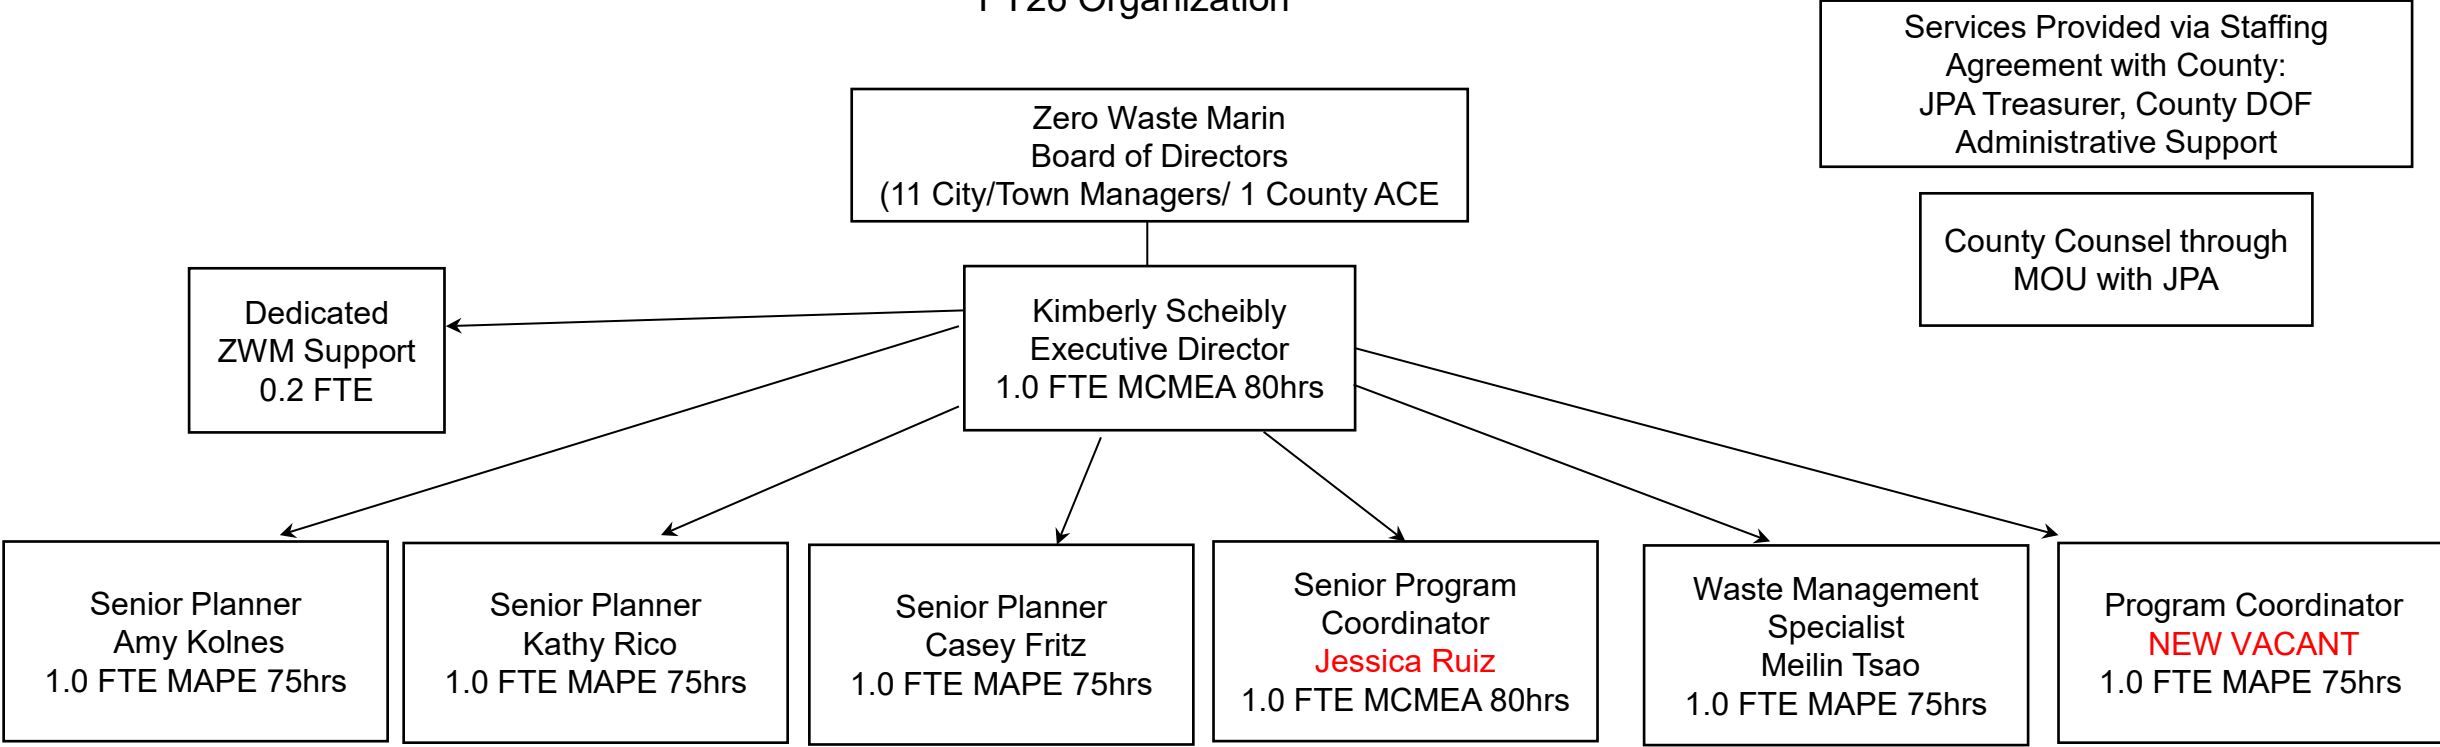 FY26 Organization
Services Provided via Staffing
Agreement with County:
JPA Treasurer, County DOF
Administrative Support
Zero Waste Marin
Board of Directors
(11 City/Town Managers/ 1 County ACE
County Counsel through
MOU with JPA
Dedicated
ZWM Support
0.2 FTE
Kimberly Scheibly
Executive Director
1.0 FTE MCMEA 80hrs
Senior Planner
Amy Kolnes
1.0 FTE MAPE 75hrs
Senior Planner
Kathy Rico
1.0 FTE MAPE 75hrs
Senior Planner
Casey Fritz
1.0 FTE MAPE 75hrs
Senior Program
Coordinator
Jessica Ruiz
1.0 FTE MCMEA 80hrs
Waste Management
Specialist
Meilin Tsao
1.0 FTE MAPE 75hrs
Program Coordinator
NEW VACANT
1.0 FTE MAPE 75hrs